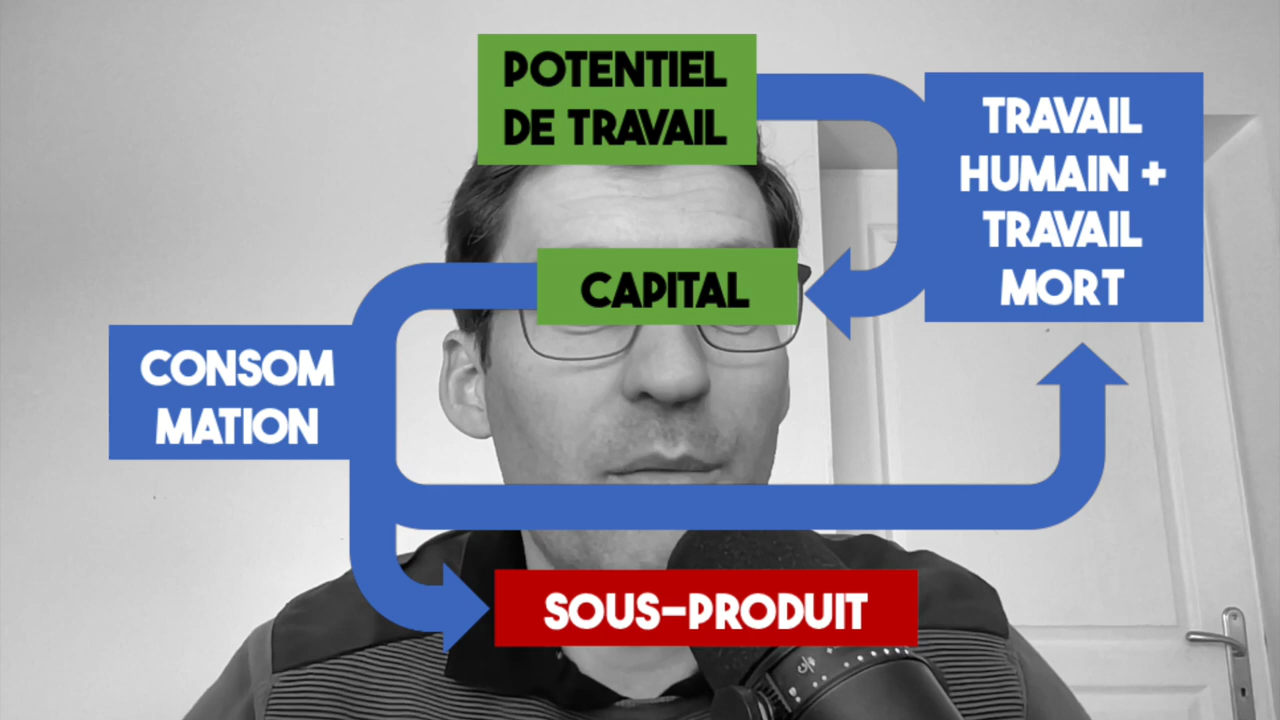 POTENTIEL
DE TRAVAIL
TRAVAIL
HUMAIN +
TRAVAIL
MORT
CAPITAL
CONSOM
MATION
SOUS-PRODUIT